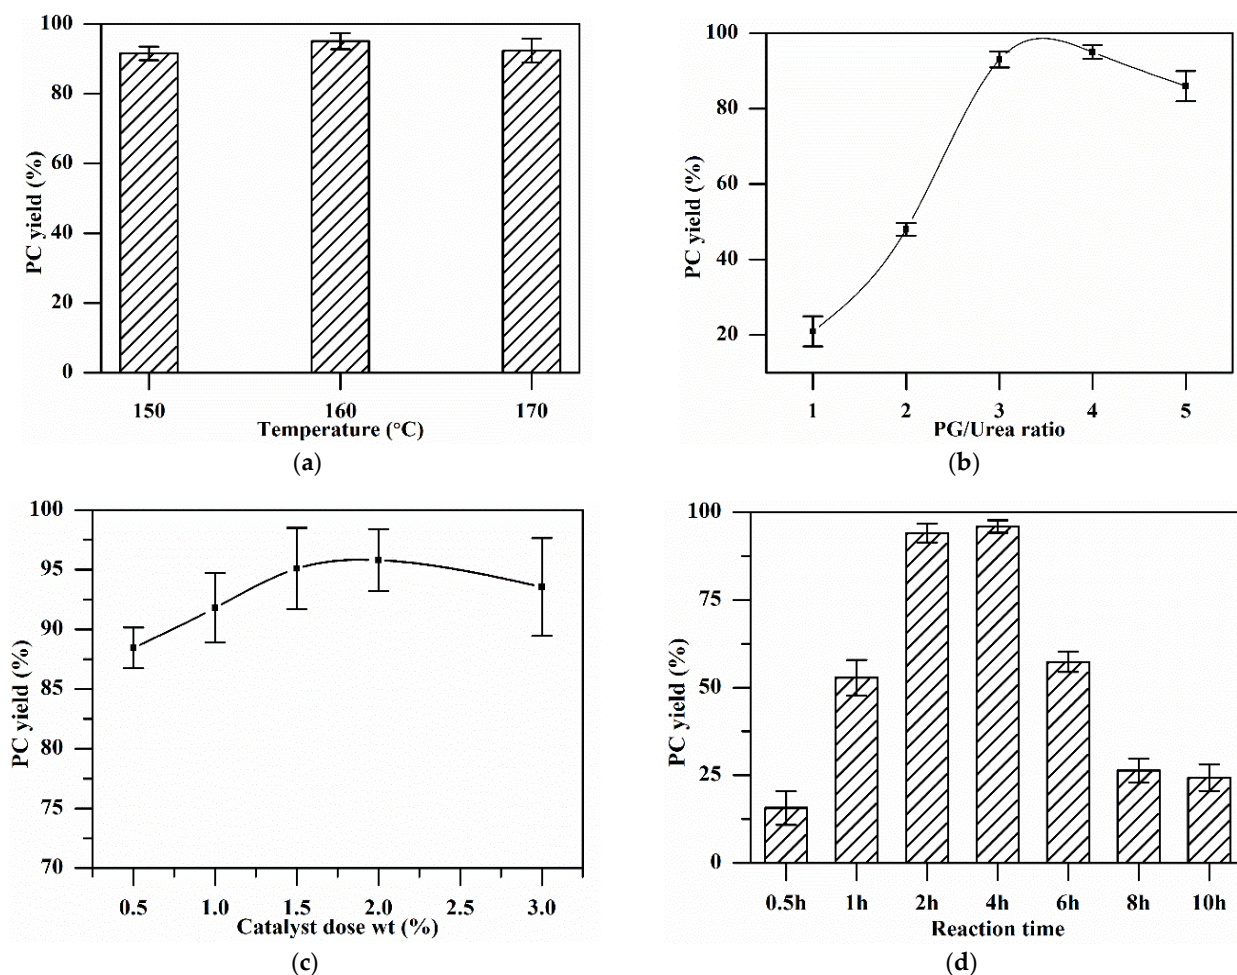 100
80
60
40
20
0
PC yield (%)
150 160 170
Temperature (°C)
(a)
100
80
60
40
20
PC yield (%)
1 2 3 4 5
PG/Urea ratio
(b)
100
95
90
85
80
75
70
PC yield (%)
0.5 1.0 1.5 2.0 2.5 3.0
Catalyst dose wt (%)
(c)
100
75
50
25
0
PC yield (%)
0.5h 1h 2h 4h 6h 8h 10h
Reaction time
(d)